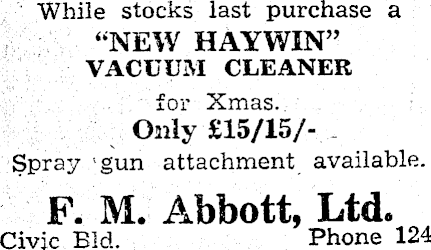 While stocks last purchase a
"NEW HAYWIN"
VACUUM CLEANER
for Xmas.
Only £15/15/-
Spray gun attachment available.
F. M. Abbott, Ltd.
Civic Bld. Phone 124